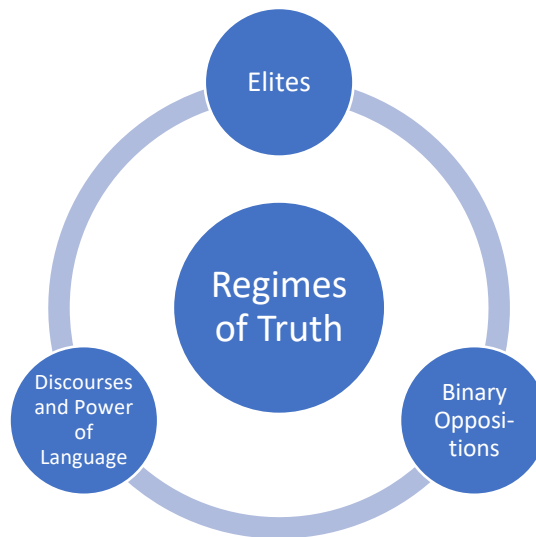 Elites
Regimes
of Truth
Discourses
and Power
of
Language
Binary
Opposi-
tions